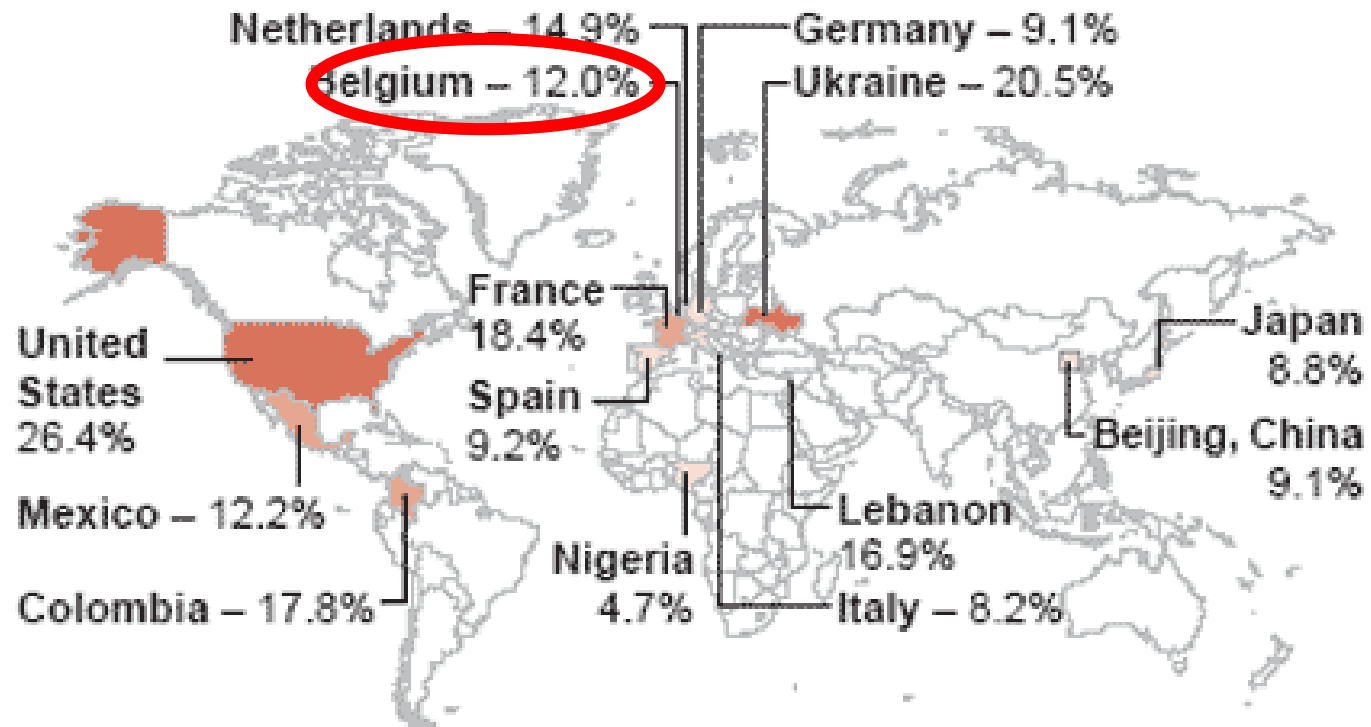 Netherlands – 14.9%
Germany – 9.1%
Belgium – 12.0%
Ukraine – 20.5%
France
18.4%
United
States
26.4%
Spain
9.2%
Japan
8.8%
Beijing, China
9.1%
Mexico – 12.2%
Lebanon
16.9%
Nigeria
4.7%
Colombia – 17.8%
Italy – 8.2%